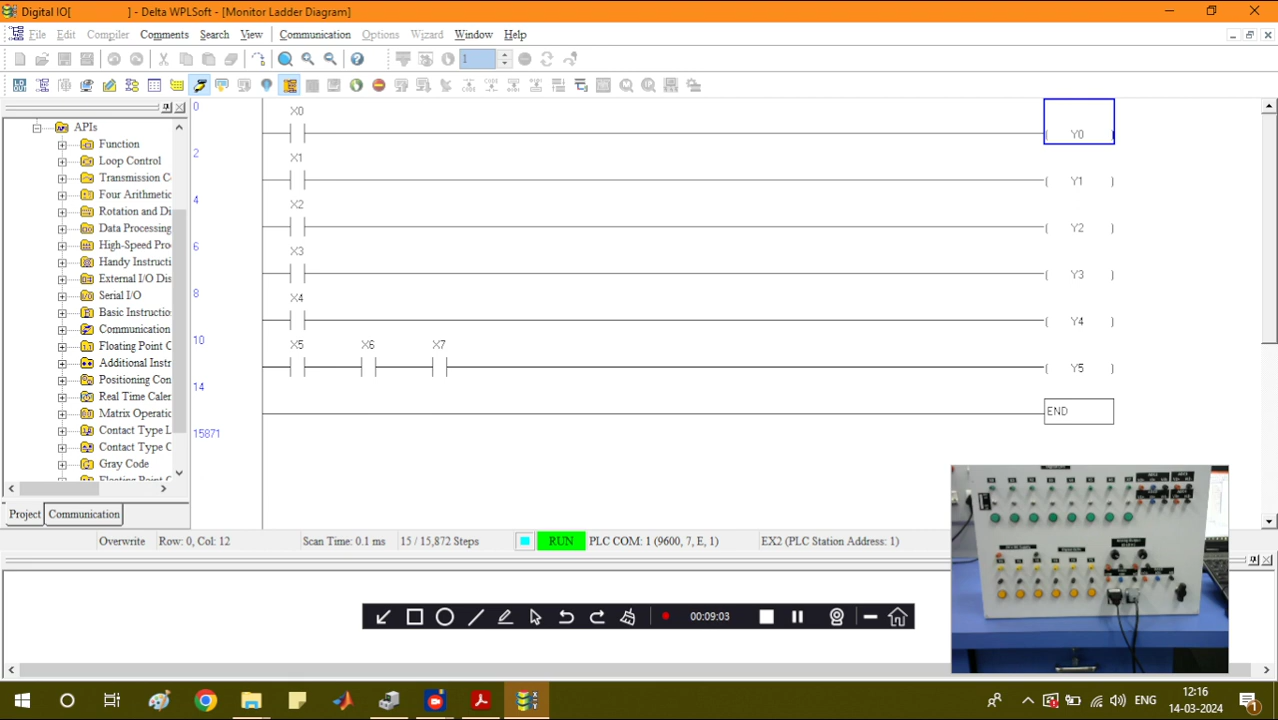 Digital IO[ ] - Delta WPLSoft - [Monitor Ladder Diagram]
File Edit Compiler Comments Search View Communication Options Wizard Window Help
1
APIs
Function
Loop Control
Transmission C
Four Arithmetic
Rotation and Di
Data Processing
High-Speed Pro
Handy Instructi
External I/O Dis
Serial I/O
Basic Instructio
Communication
Floating Point C
Additional Instr
Positioning Con
Real Time Caler
Matrix Operatio
Contact Type L
Contact Type C
Gray Code
Floating Point C
Project Communication
0 X0 Y0
2 X1 Y1
4 X2 Y2
6 X3 Y3
8 X4 Y4
10 X5 X6 X7 Y5
14 END
15871
Overwrite Row: 0, Col: 12 Scan Time: 0.1 ms 15 / 15,872 Steps RUN PLC COM: 1 (9600, 7, E, 1) EX2 (PLC Station Address: 1)
00:09:03
ENG 12:16
14-03-2024 1